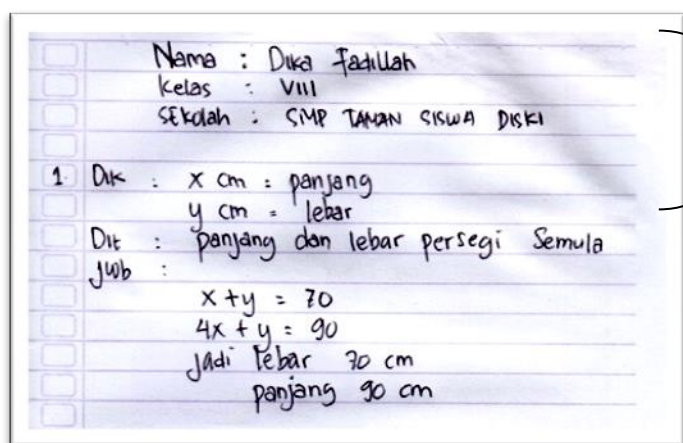 Nama : Dika Fadillah
Kelas : VIII
SEkolah : SMP TAMAN SISWA DISKI
1. Dik : x cm = panjang
y cm = lebar
Dit : panjang dan lebar persegi Semula
Jwb :
x + y = 70
4x + y = 90
Jadi lebar 70 cm
panjang 90 cm